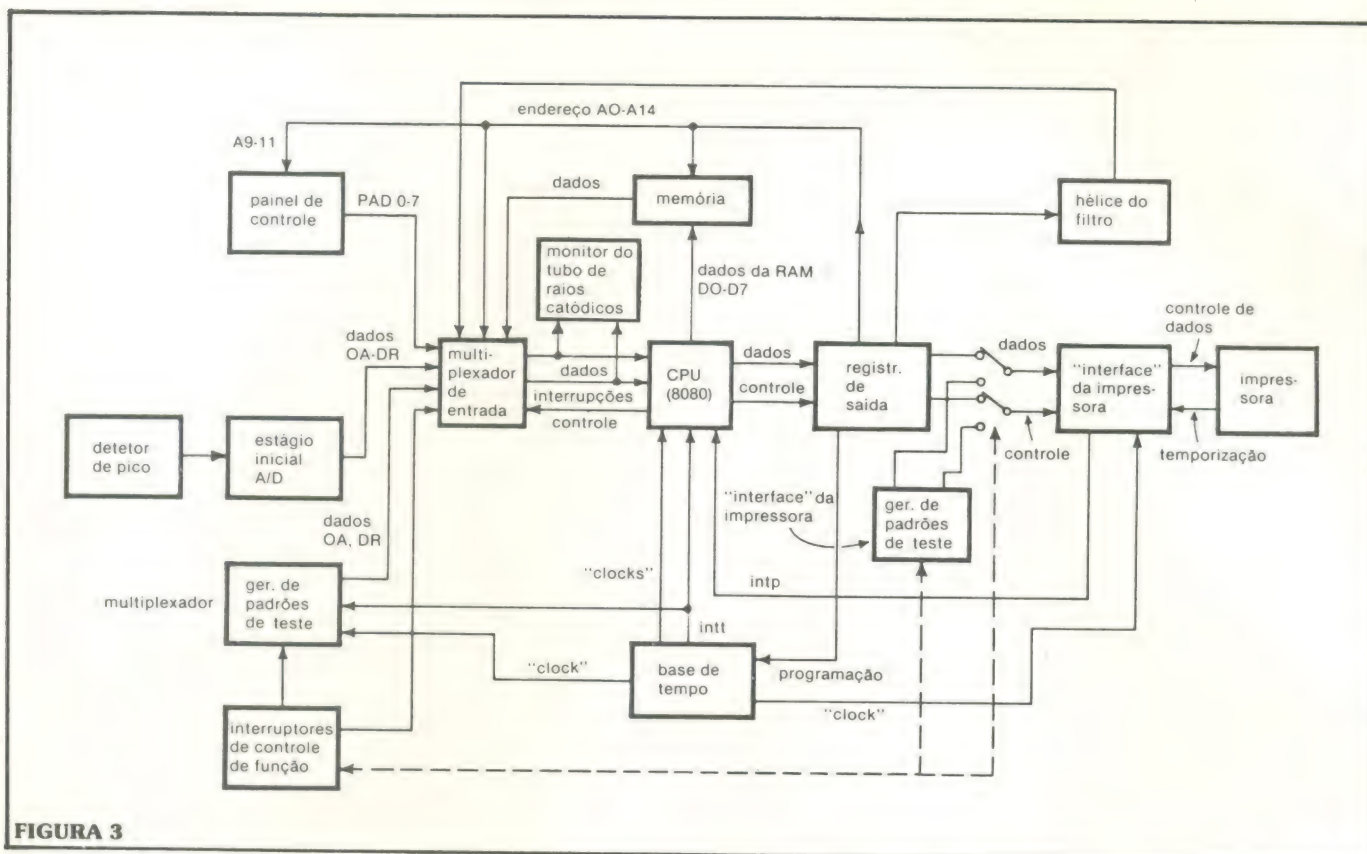 endereço AO-A14
A9-11
painel de
controle
PAD 0-7
dados
memória
hélice do
filtro
monitor do
tubo de
raios
catódicos
dados da RAM
DO-D7
controle de
dados
dados
OA-DR
multi-
plexador
de
entrada
dados
interrupções
controle
CPU
(8080)
dados
controle
registr.
de
saída
dados
controle
"interface"
da impres-
sora
impres-
sora
temporização
detetor
de pico
estágio
inicial
A/D
dados
OA, DR
"interface" da
impressora
ger. de
padrões
de teste
multiplexador
ger. de
padrões
de teste
"clocks"
intt
intp
"clock"
base de
tempo
programação
"clock"
interruptores
de controle
de função
FIGURA 3